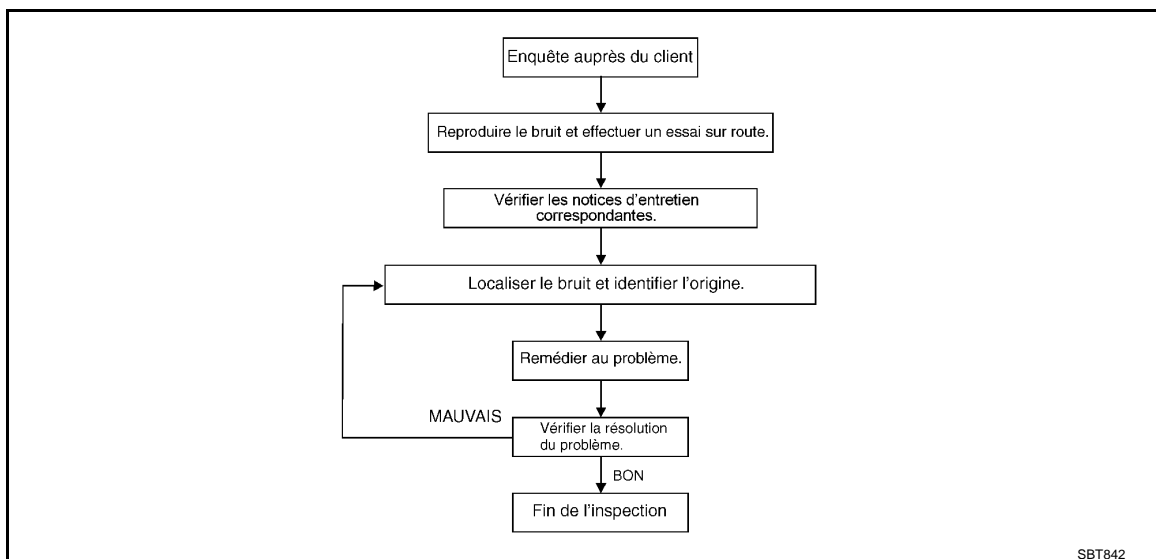 Enquête auprès du client
Reproduire le bruit et effectuer un essai sur route.
Vérifier les notices d'entretien
correspondantes.
Localiser le bruit et identifier l'origine.
Remédier au problème.
MAUVAIS
Vérifier la résolution
du problème.
BON
Fin de l'inspection
SBT842